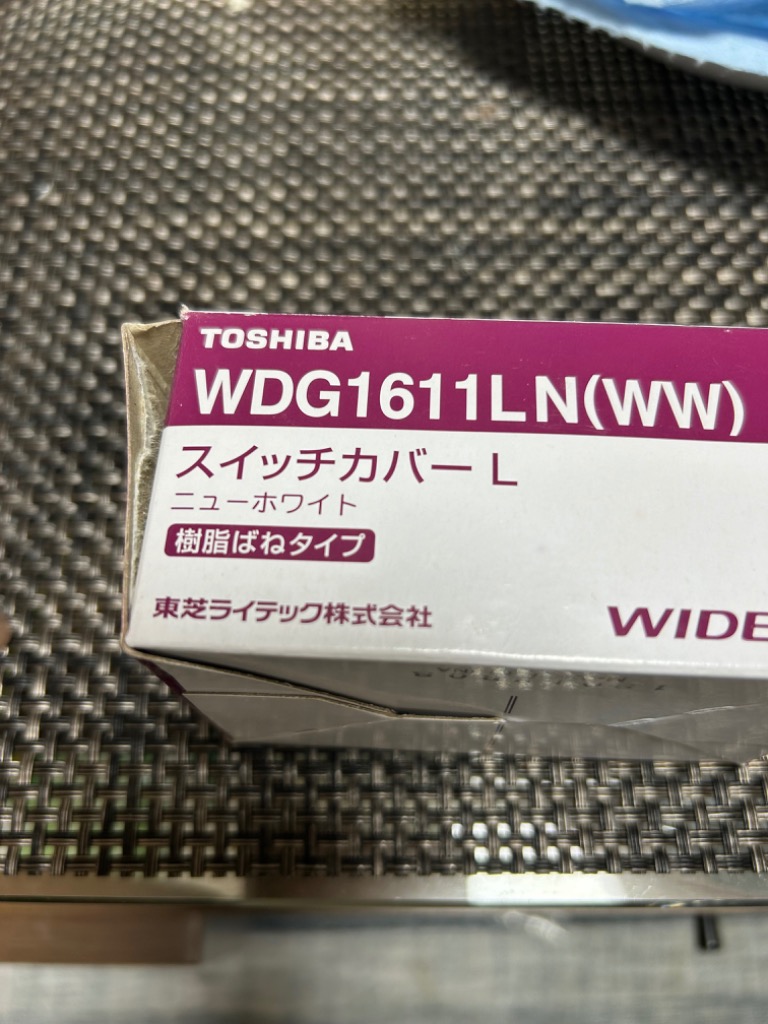 TOSHIBA
WDG1611LN(WW)
スイッチカバー L
ニューホワイト
樹脂ばねタイプ
東芝ライテック株式会社
WIDE